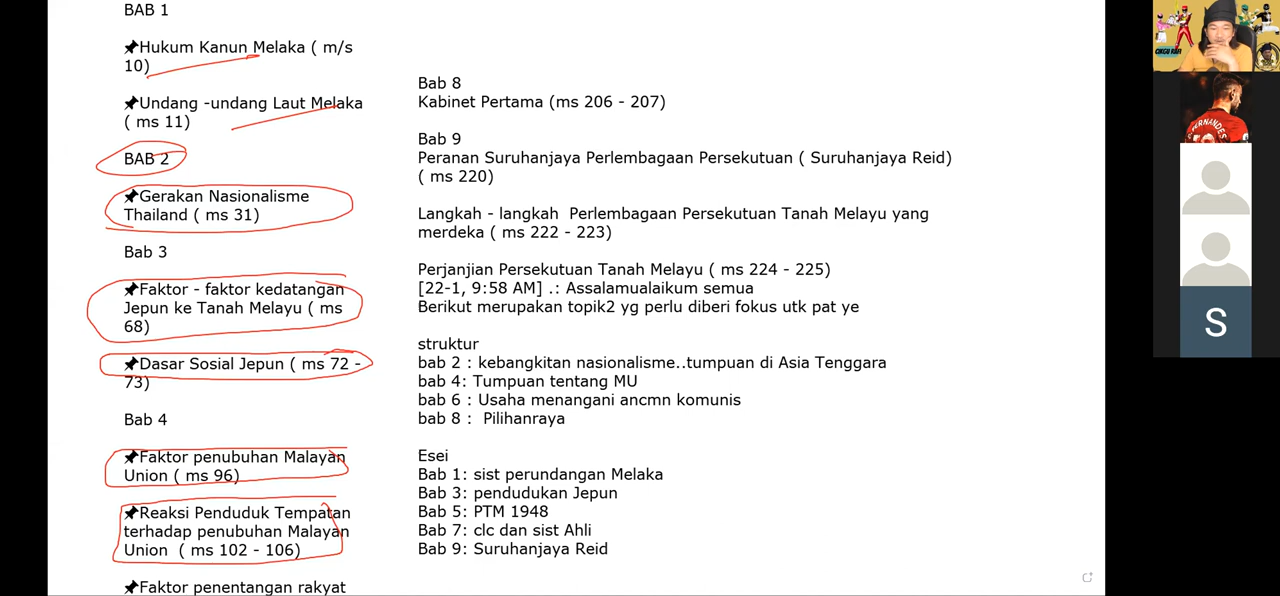 BAB 1
📌Hukum Kanun Melaka ( m/s
10)
📌Undang -undang Laut Melaka
( ms 11)
BAB 2
📌Gerakan Nasionalisme
Thailand ( ms 31)
Bab 3
📌Faktor - faktor kedatangan
Jepun ke Tanah Melayu ( ms
68)
📌Dasar Sosial Jepun ( ms 72 -
73)
Bab 4
📌Faktor penubuhan Malayan
Union ( ms 96)
📌Reaksi Penduduk Tempatan
terhadap penubuhan Malayan
Union  ( ms 102 - 106)
📌Faktor penentangan rakyat
Bab 8
Kabinet Pertama (ms 206 - 207)
Bab 9
Peranan Suruhanjaya Perlembagaan Persekutuan ( Suruhanjaya Reid)
( ms 220)
Langkah - langkah  Perlembagaan Persekutuan Tanah Melayu yang
merdeka ( ms 222 - 223)
Perjanjian Persekutuan Tanah Melayu ( ms 224 - 225)
[22-1, 9:58 AM] .: Assalamualaikum semua
Berikut merupakan topik2 yg perlu diberi fokus utk pat ye
struktur
bab 2 : kebangkitan nasionalisme..tumpuan di Asia Tenggara
bab 4: Tumpuan tentang MU
bab 6 : Usaha menangani ancmn komunis
bab 8 :  Pilihanraya
Esei
Bab 1: sist perundangan Melaka
Bab 3: pendudukan Jepun
Bab 5: PTM 1948
Bab 7: clc dan sist Ahli
Bab 9: Suruhanjaya Reid
CIKGU RAFI
FERNANDES
S